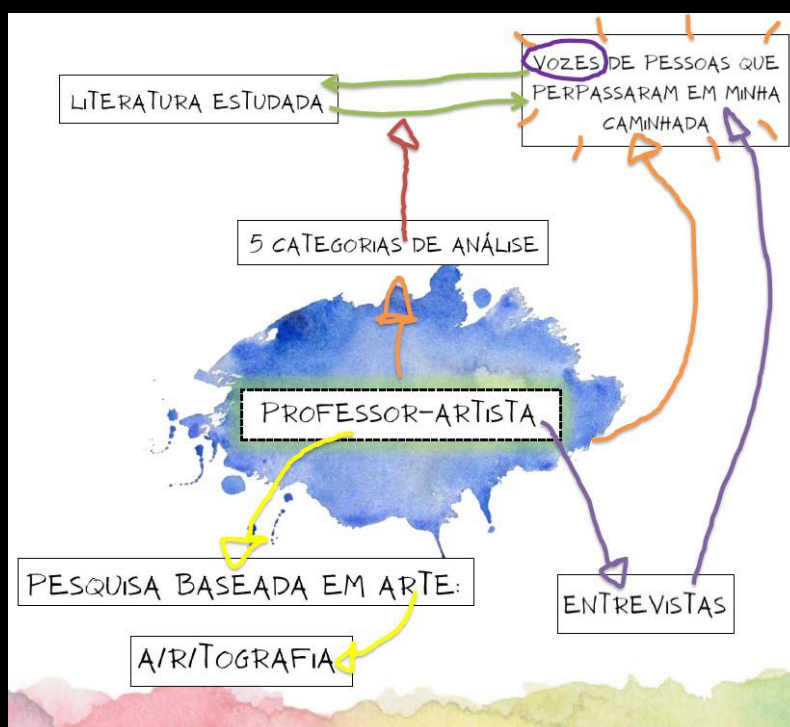 VOZES DE PESSOAS QUE
PERPASSARAM EM MINHA
CAMINHADA
LITERATURA ESTUDADA
5 CATEGORIAS DE ANÁLISE
PROFESSOR-ARTISTA
PESQUISA BASEADA EM ARTE:
ENTREVISTAS
A/R/TOGRAFIA